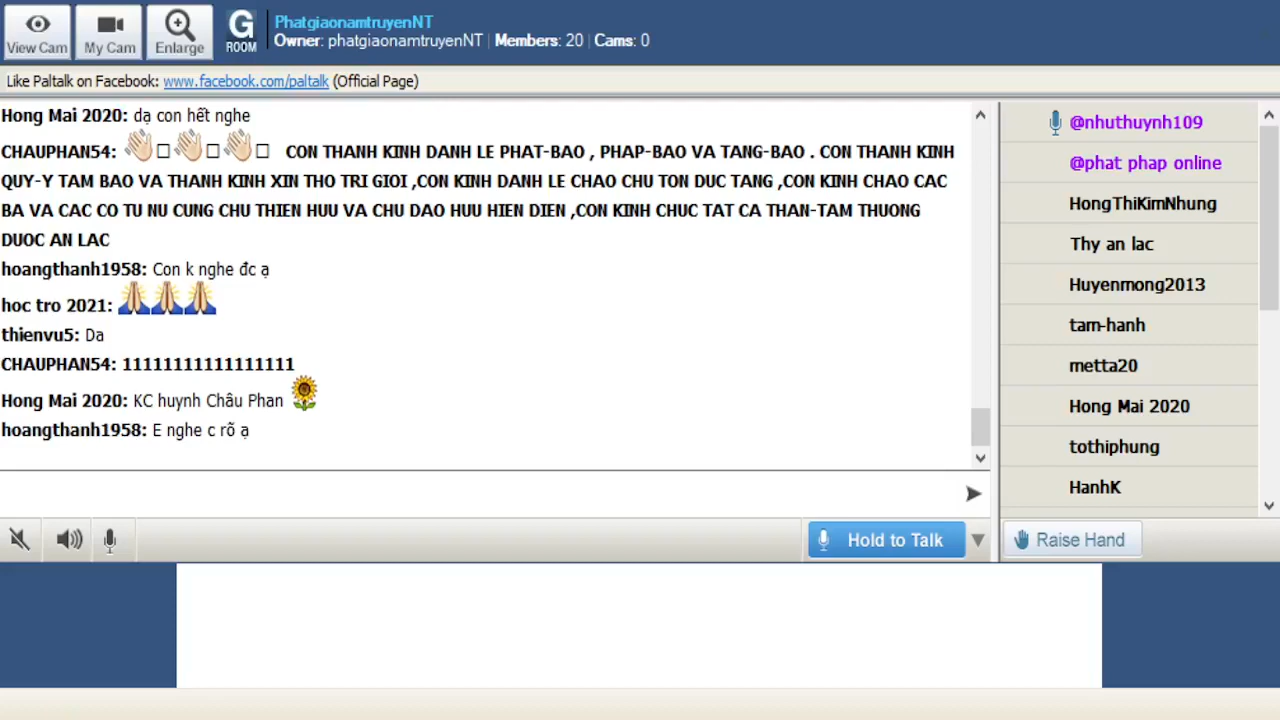 View Cam
My Cam
Enlarge
G
ROOM
PhatgiaonamtruyenNT
Owner: phatgiaonamtruyenNT | Members: 20 | Cams: 0
Like Paltalk on Facebook: www.facebook.com/paltalk (Official Page)
Hong Mai 2020: dạ con hết nghe
CHAUPHAN54: 👋🏻□👋🏻□👋🏻□ CON THANH KINH DANH LE PHAT-BAO , PHAP-BAO VA TANG-BAO . CON THANH KINH
QUY-Y TAM BAO VA THANH KINH XIN THO TRI GIOI ,CON KINH DANH LE CHAO CHU TON DUC TANG ,CON KINH CHAO CAC
BA VA CAC CO TU NU CUNG CHU THIEN HUU VA CHU DAO HUU HIEN DIEN ,CON KINH CHUC TAT CA THAN-TAM THUONG
DUOC AN LAC
hoangthanh1958: Con k nghe đc ạ
hoc tro 2021: 🙏🙏🙏
thienvu5: Da
CHAUPHAN54: 11111111111111111
Hong Mai 2020: KC huynh Châu Phan 🌻
hoangthanh1958: E nghe c rõ ạ
Hold to Talk
@nhuthuynh109
@phat phap online
HongThiKimNhung
Thy an lac
Huyenmong2013
tam-hanh
metta20
Hong Mai 2020
tothiphung
HanhK
Raise Hand